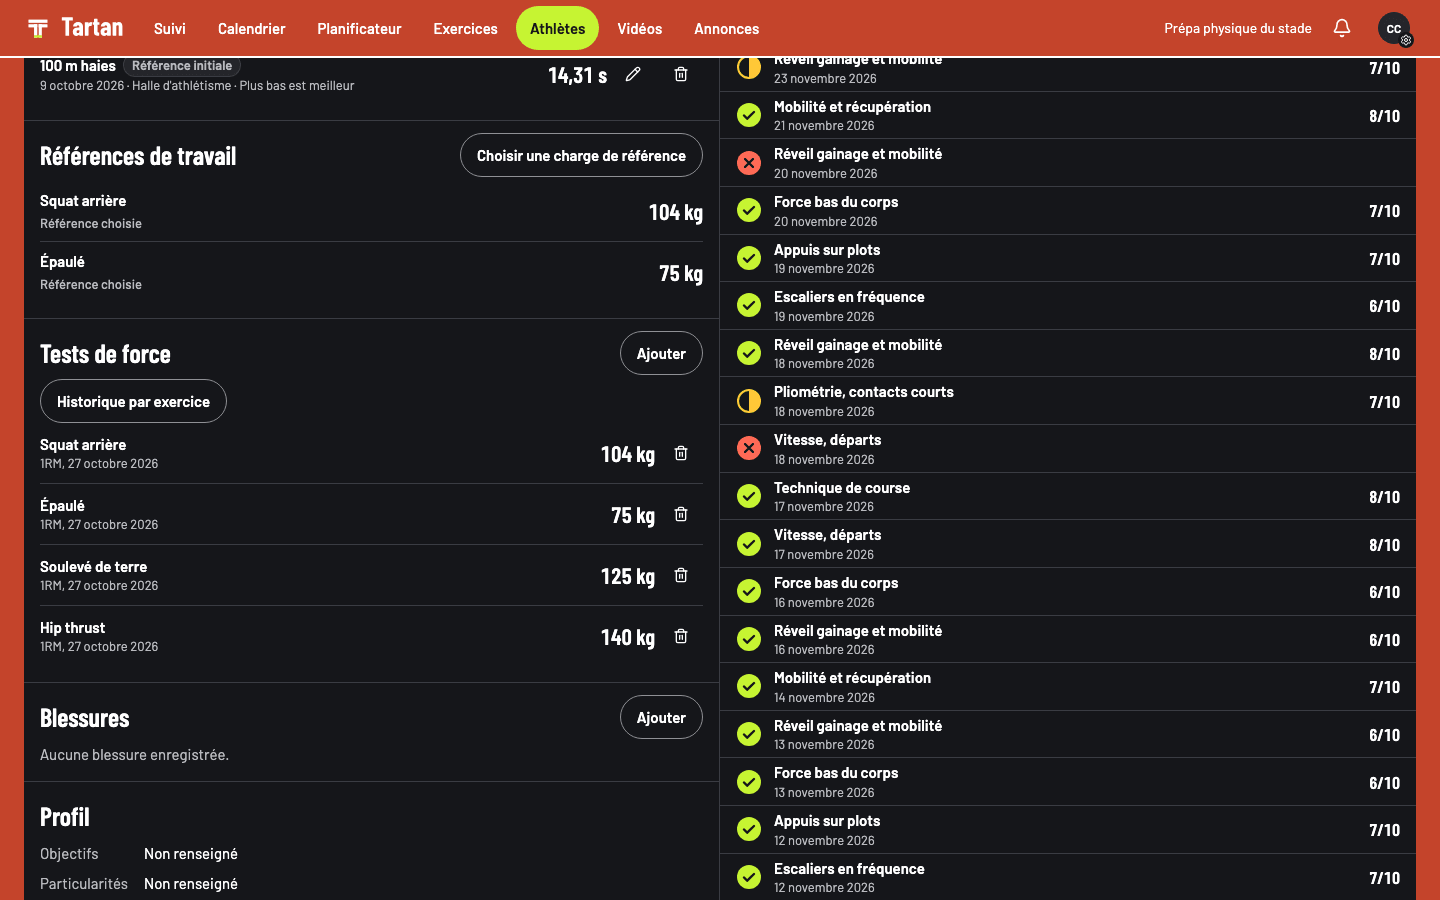 Tartan
Suivi
Calendrier
Planificateur
Exercices
Athlètes
Vidéos
Annonces
Prépa physique du stade
CC
100 m haies
Référence initiale
9 octobre 2026 · Halle d'athlétisme · Plus bas est meilleur
14,31 s
Références de travail
Choisir une charge de référence
Squat arrière
Référence choisie
104 kg
Épaulé
Référence choisie
75 kg
Tests de force
Ajouter
Historique par exercice
Squat arrière
1RM, 27 octobre 2026
104 kg
Épaulé
1RM, 27 octobre 2026
75 kg
Soulevé de terre
1RM, 27 octobre 2026
125 kg
Hip thrust
1RM, 27 octobre 2026
140 kg
Blessures
Ajouter
Aucune blessure enregistrée.
Profil
Objectifs
Non renseigné
Particularités
Non renseigné
Réveil gainage et mobilité
23 novembre 2026
7/10
Mobilité et récupération
21 novembre 2026
8/10
Réveil gainage et mobilité
20 novembre 2026
Force bas du corps
20 novembre 2026
7/10
Appuis sur plots
19 novembre 2026
7/10
Escaliers en fréquence
19 novembre 2026
6/10
Réveil gainage et mobilité
18 novembre 2026
8/10
Pliométrie, contacts courts
18 novembre 2026
7/10
Vitesse, départs
18 novembre 2026
Technique de course
17 novembre 2026
8/10
Vitesse, départs
17 novembre 2026
8/10
Force bas du corps
16 novembre 2026
6/10
Réveil gainage et mobilité
16 novembre 2026
6/10
Mobilité et récupération
14 novembre 2026
7/10
Réveil gainage et mobilité
13 novembre 2026
6/10
Force bas du corps
13 novembre 2026
6/10
Appuis sur plots
12 novembre 2026
7/10
Escaliers en fréquence
12 novembre 2026
7/10